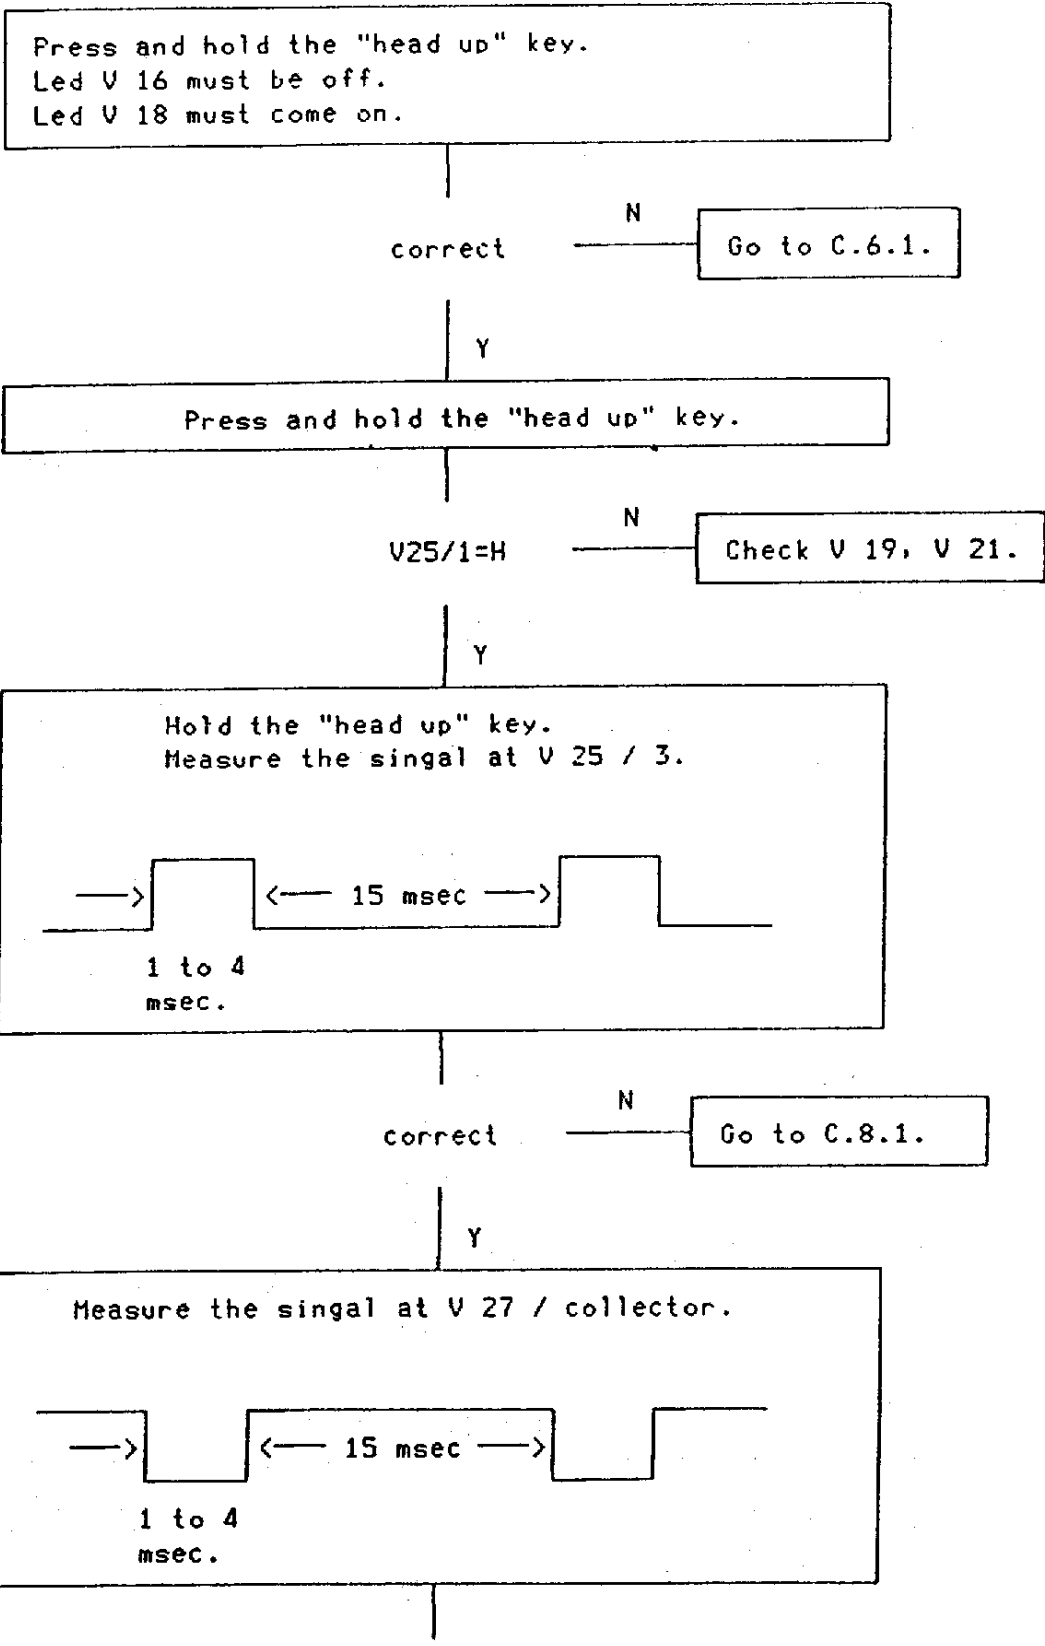 Press and hold the "head up" key.
Led V 16 must be off.
Led V 18 must come on.
N
correct
Go to C.6.1.
Y
Press and hold the "head up" key.
N
V25/1=H
Check V 19, V 21.
Y
Hold the "head up" key.
Measure the singal at V 25 / 3.
15 msec
1 to 4
msec.
N
correct
Go to C.8.1.
Y
Measure the singal at V 27 / collector.
15 msec
1 to 4
msec.